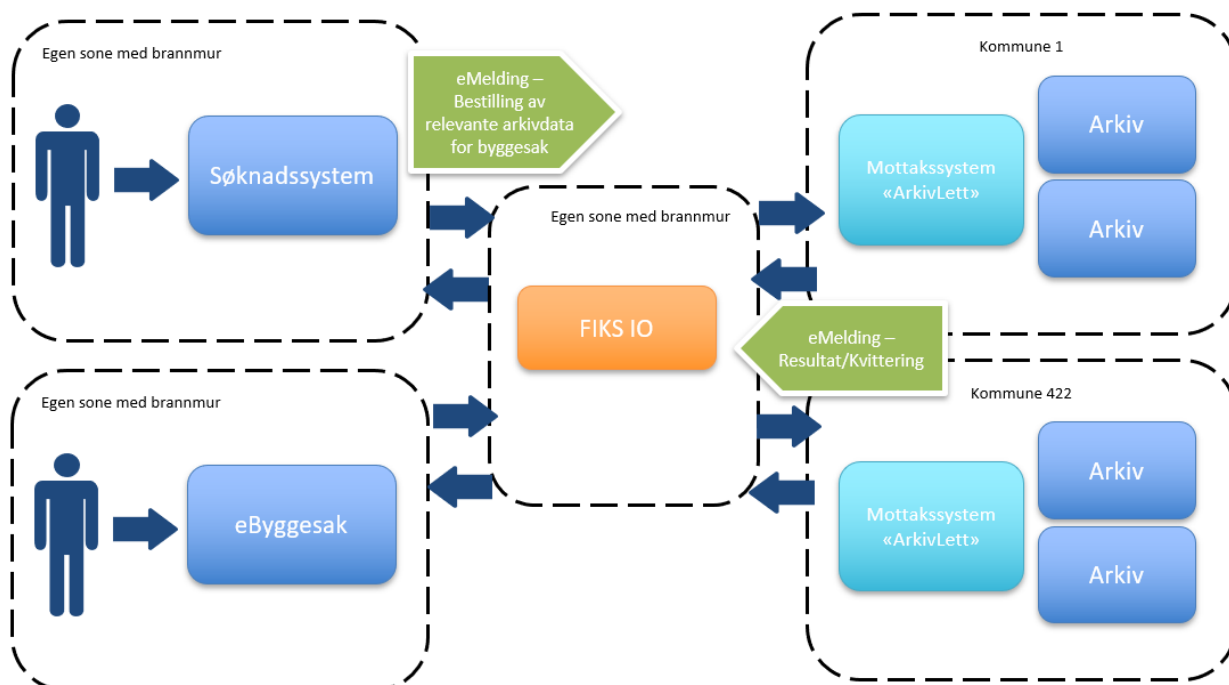 Egen sone med brannmur
Søknadssystem
eMelding –
Bestilling av
relevante arkivdata
for byggesak
Kommune 1
Mottakssystem
«ArkivLett»
Arkiv
Arkiv
Egen sone med brannmur
FIKS IO
eMelding –
Resultat/Kvittering
Egen sone med brannmur
eByggesak
Kommune 422
Mottakssystem
«ArkivLett»
Arkiv
Arkiv